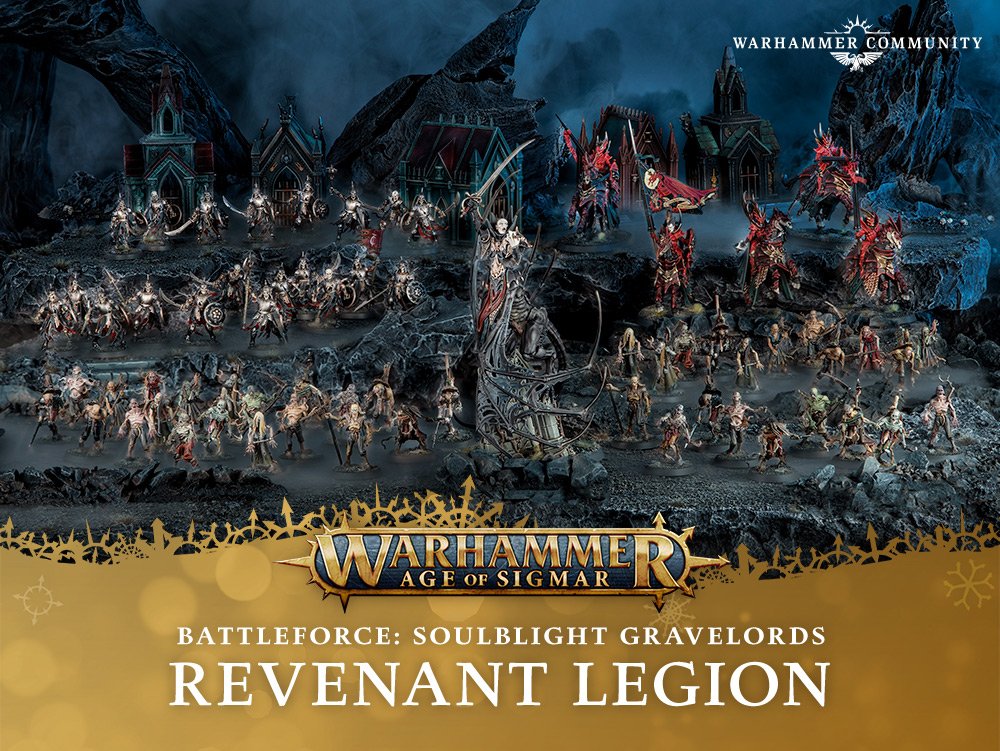 WARHAMMER COMMUNITY
WARHAMMER
AGE OF SIGMAR
BATTLEFORCE: SOULBLIGHT GRAVELORDS
REVENANT LEGION